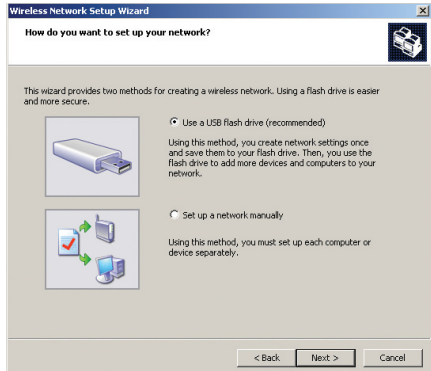 Wireless Network Setup Wizard
How do you want to set up your network?
This wizard provides two methods for creating a wireless network. Using a flash drive is easier
and more secure.
Use a USB flash drive (recommended)
Using this method, you create network settings once
and save them to your flash drive. Then, you use the
flash drive to add more devices and computers to your
network.
Set up a network manually
Using this method, you must set up each computer or
device separately.
< Back Next > Cancel